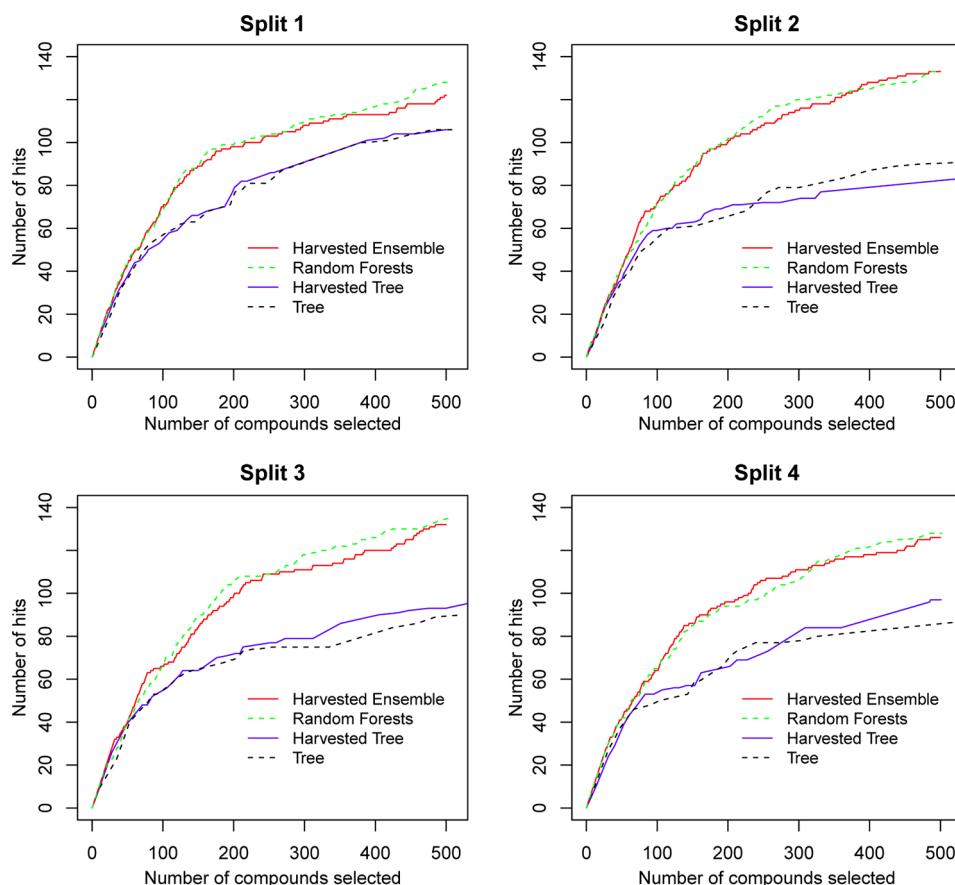 Split 1
Number of hits
0 20 40 60 80 100 140
Harvested Ensemble
Random Forests
Harvested Tree
Tree
0 100 200 300 400 500
Number of compounds selected
Split 2
Number of hits
0 20 40 60 80 100 140
Harvested Ensemble
Random Forests
Harvested Tree
Tree
0 100 200 300 400 500
Number of compounds selected
Split 3
Number of hits
0 20 40 60 80 100 140
Harvested Ensemble
Random Forests
Harvested Tree
Tree
0 100 200 300 400 500
Number of compounds selected
Split 4
Number of hits
0 20 40 60 80 100 140
Harvested Ensemble
Random Forests
Harvested Tree
Tree
0 100 200 300 400 500
Number of compounds selected